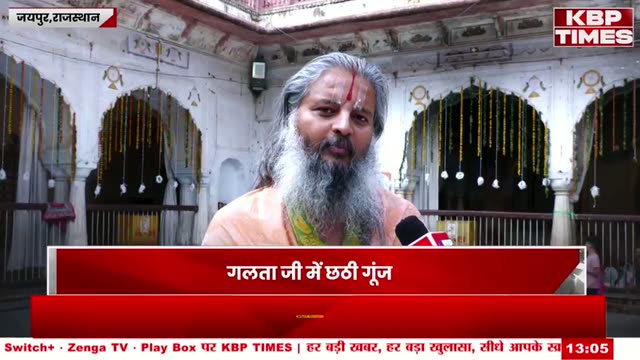 जयपुर,राजस्थान
KBP
TIMES
गलता जी में छठी गूंज
Switch+ · Zenga TV · Play Box पर KBP TIMES | हर बड़ी खबर, हर बड़ा खुलासा, सीधे आपके
13:05